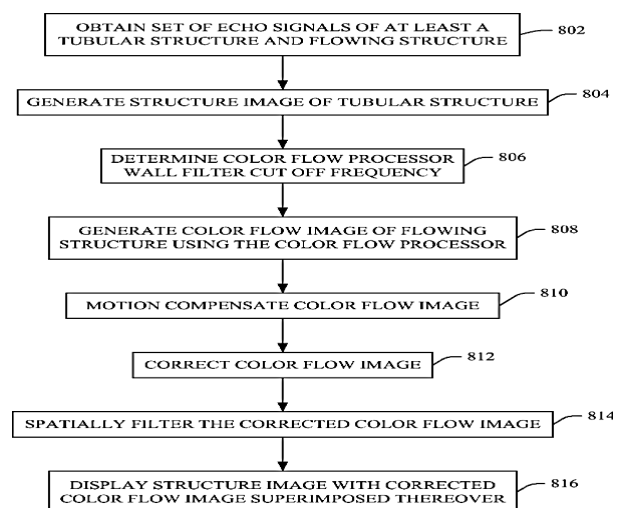 OBTAIN SET OF ECHO SIGNALS OF AT LEAST A
TUBULAR STRUCTURE AND FLOWING STRUCTURE
802
GENERATE STRUCTURE IMAGE OF TUBULAR STRUCTURE
804
DETERMINE COLOR FLOW PROCESSOR
WALL FILTER CUT OFF FREQUENCY
806
GENERATE COLOR FLOW IMAGE OF FLOWING
STRUCTURE USING THE COLOR FLOW PROCESSOR
808
MOTION COMPENSATE COLOR FLOW IMAGE
810
CORRECT COLOR FLOW IMAGE
812
SPATIALLY FILTER THE CORRECTED COLOR FLOW IMAGE
814
DISPLAY STRUCTURE IMAGE WITH CORRECTED
COLOR FLOW IMAGE SUPERIMPOSED THEREOVER
816